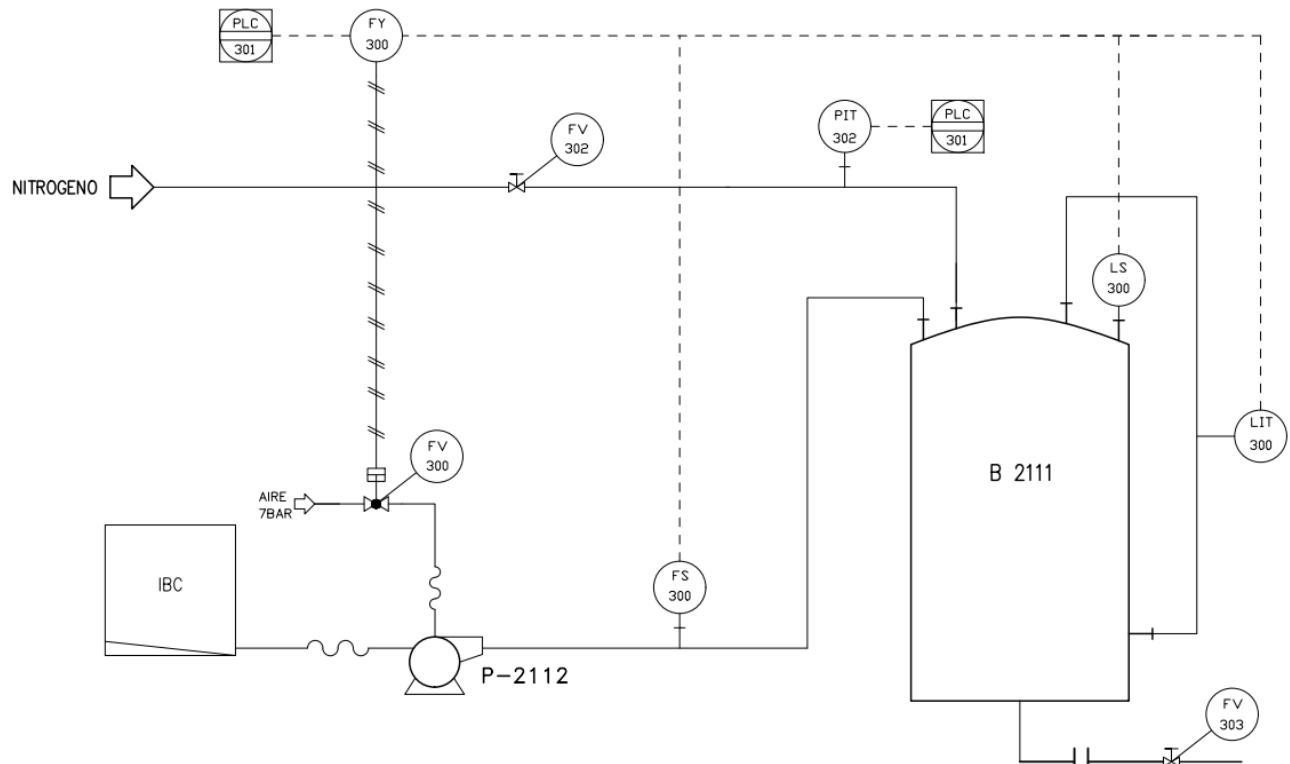 PLC
301
FY
300
FV
302
PIT
302
PLC
301
NITROGENO
LS
300
FV
300
LIT
300
B 2111
AIRE
7BAR
IBC
FS
300
P-2112
FV
303